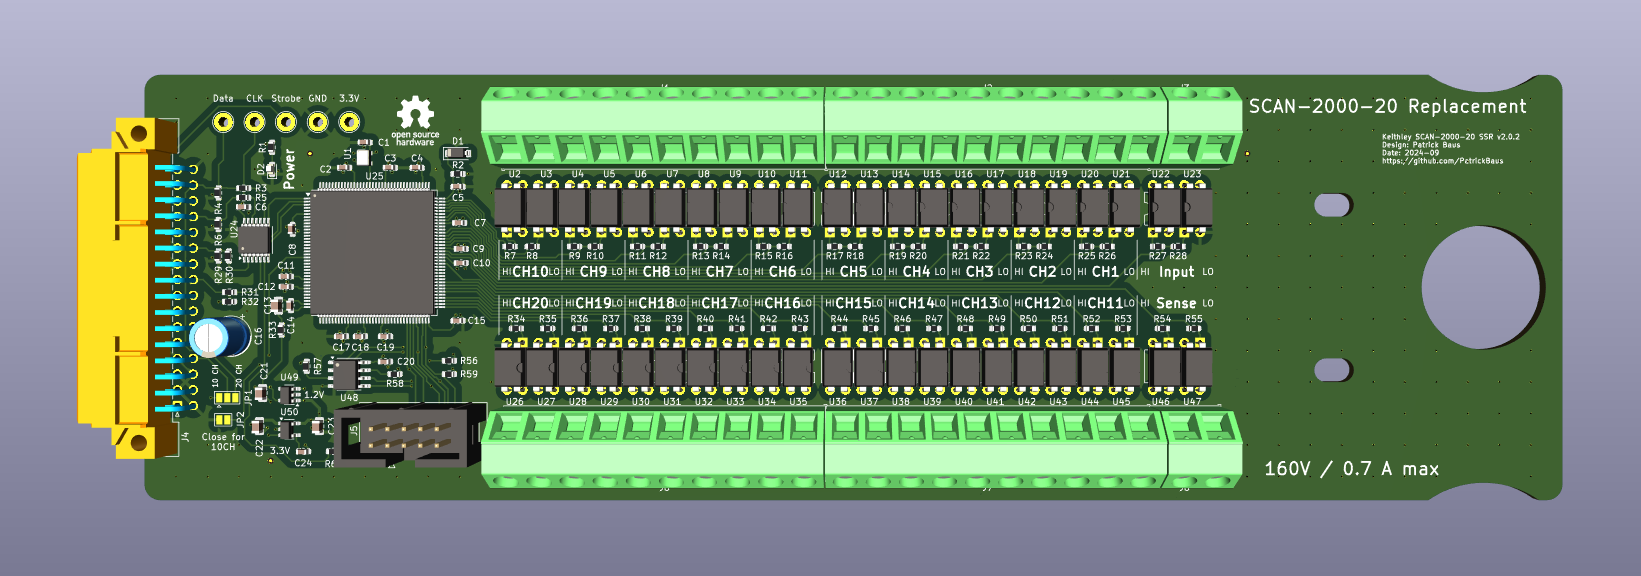 Data CLK Strobe GND 3.3V
open source
hardware
SCAN-2000-20 Replacement
Keithley SCAN-2000-20 SSR v2.0.2
Design: Patrick Baus
Date: 2024-09
https://github.com/PatrickBaus
R1
D2
Power
U1
C1
C2
C3
C4
U25
D1
R2
C5
R3
R5
C6
R4
R6
U24
C8
C7
C9
C10
R29
R30
C11
C12
R31
R32
C13
C14
R33
C16
C15
C17 C18 C19
C20
R57
R58
R56
R59
U48
U49
1.2V
C21
U50
C22
3.3V
C23
C24
10 CH
20 CH
JP1
JP2
Close for
10CH
J4
J5
U2 U3 U4 U5 U6 U7 U8 U9 U10 U11 U12 U13 U14 U15 U16 U17 U18 U19 U20 U21 U22 U23
R7 R8 R9 R10 R11 R12 R13 R14 R15 R16 R17 R18 R19 R20 R21 R22 R23 R24 R25 R26 R27 R28
HI CH10 LO HI CH9 LO HI CH8 LO HI CH7 LO HI CH6 LO HI CH5 LO HI CH4 LO HI CH3 LO HI CH2 LO HI CH1 LO HI Input LO
HI CH20 LO HI CH19 LO HI CH18 LO HI CH17 LO HI CH16 LO HI CH15 LO HI CH14 LO HI CH13 LO HI CH12 LO HI CH11 LO HI Sense LO
R34 R35 R36 R37 R38 R39 R40 R41 R42 R43 R44 R45 R46 R47 R48 R49 R50 R51 R52 R53 R54 R55
U26 U27 U28 U29 U30 U31 U32 U33 U34 U35 U36 U37 U38 U39 U40 U41 U42 U43 U44 U45 U46 U47
160V / 0.7 A max